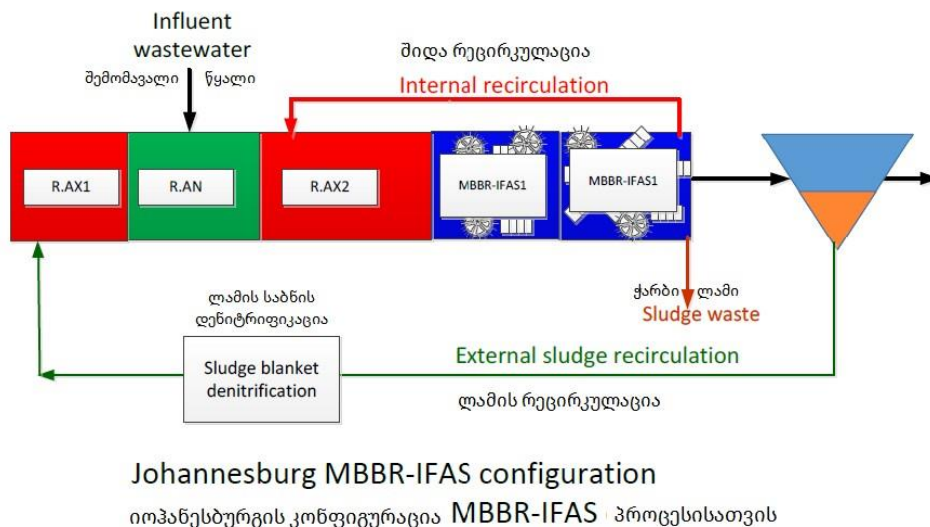 Influent
wastewater
შემომავალი წყალი
შიდა რეცირკულაცია
Internal recirculation
R.AX1
R.AN
R.AX2
MBBR-IFAS1
MBBR-IFAS1
ლამის საბნის
დენიტრიფიკაცია
Sludge blanket
denitrification
ჭარბი ლამი
Sludge waste
External sludge recirculation
ლამის რეცირკულაცია
Johannesburg MBBR-IFAS configuration
იოჰანესბურგის კონფიგურაცია MBBR-IFAS პროცესისათვის